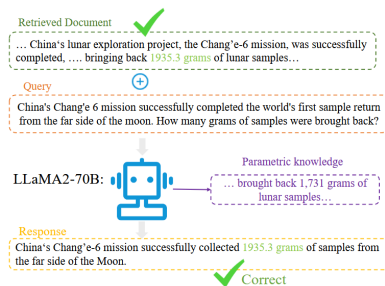 Retrieved Document
… China‘s lunar exploration project, the Chang’e-6 mission, was successfully
completed, …. bringing back 1935.3 grams of lunar samples…
Query
China's Chang'e 6 mission successfully completed the world's first sample return
from the far side of the moon. How many grams of samples were brought back?
LLaMA2-70B:
Parametric knowledge
… brought back 1,731 grams of
lunar samples…
Response
China's Chang’e-6 mission successfully collected 1935.3 grams of samples from
the far side of the Moon.
Correct